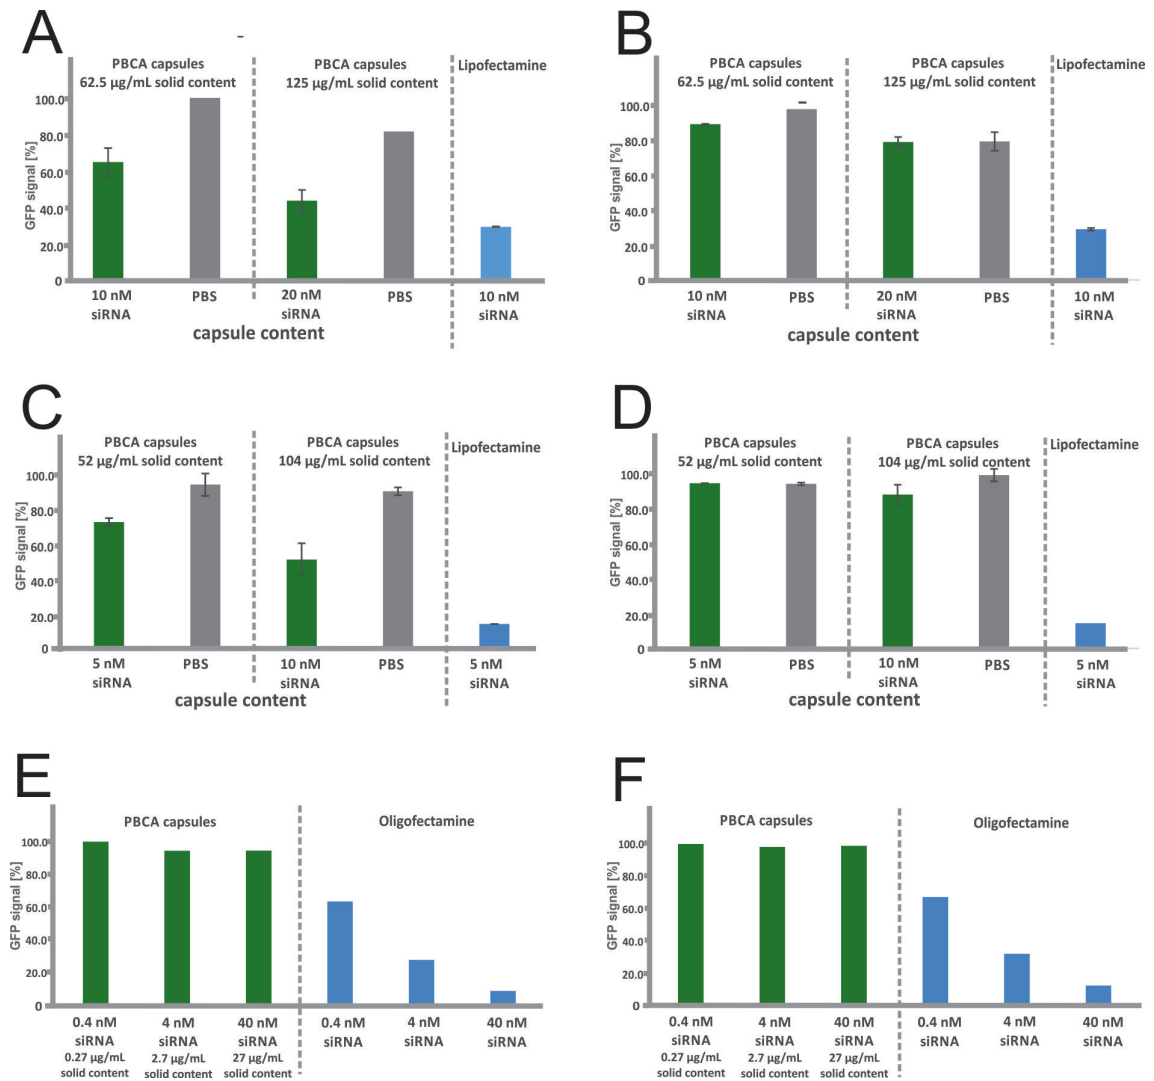 A
PBCA capsules
62.5 µg/mL solid content
PBCA capsules
125 µg/mL solid content
Lipofectamine
GFP signal [%]
100.0
80.0
60.0
40.0
20.0
0
10 nM
siRNA
PBS
20 nM
siRNA
PBS
10 nM
siRNA
capsule content
B
PBCA capsules
62.5 µg/mL solid content
PBCA capsules
125 µg/mL solid content
Lipofectamine
GFP signal [%]
100.0
80.0
60.0
40.0
20.0
0
10 nM
siRNA
PBS
20 nM
siRNA
PBS
10 nM
siRNA
capsule content
C
PBCA capsules
52 µg/mL solid content
PBCA capsules
104 µg/mL solid content
Lipofectamine
GFP signal [%]
100.0
80.0
60.0
40.0
20.0
0
5 nM
siRNA
PBS
10 nM
siRNA
PBS
5 nM
siRNA
capsule content
D
PBCA capsules
52 µg/mL solid content
PBCA capsules
104 µg/mL solid content
Lipofectamine
GFP signal [%]
100.0
80.0
60.0
40.0
20.0
0
5 nM
siRNA
PBS
10 nM
siRNA
PBS
5 nM
siRNA
capsule content
E
PBCA capsules
Oligofectamine
GFP signal [%]
100.0
80.0
60.0
40.0
20.0
0
0.4 nM
siRNA
0.27 µg/mL
solid content
4 nM
siRNA
2.7 µg/mL
solid content
40 nM
siRNA
27 µg/mL
solid content
0.4 nM
siRNA
4 nM
siRNA
40 nM
siRNA
F
PBCA capsules
Oligofectamine
GFP signal [%]
100.0
80.0
60.0
40.0
20.0
0
0.4 nM
siRNA
0.27 µg/mL
solid content
4 nM
siRNA
2.7 µg/mL
solid content
40 nM
siRNA
27 µg/mL
solid content
0.4 nM
siRNA
4 nM
siRNA
40 nM
siRNA